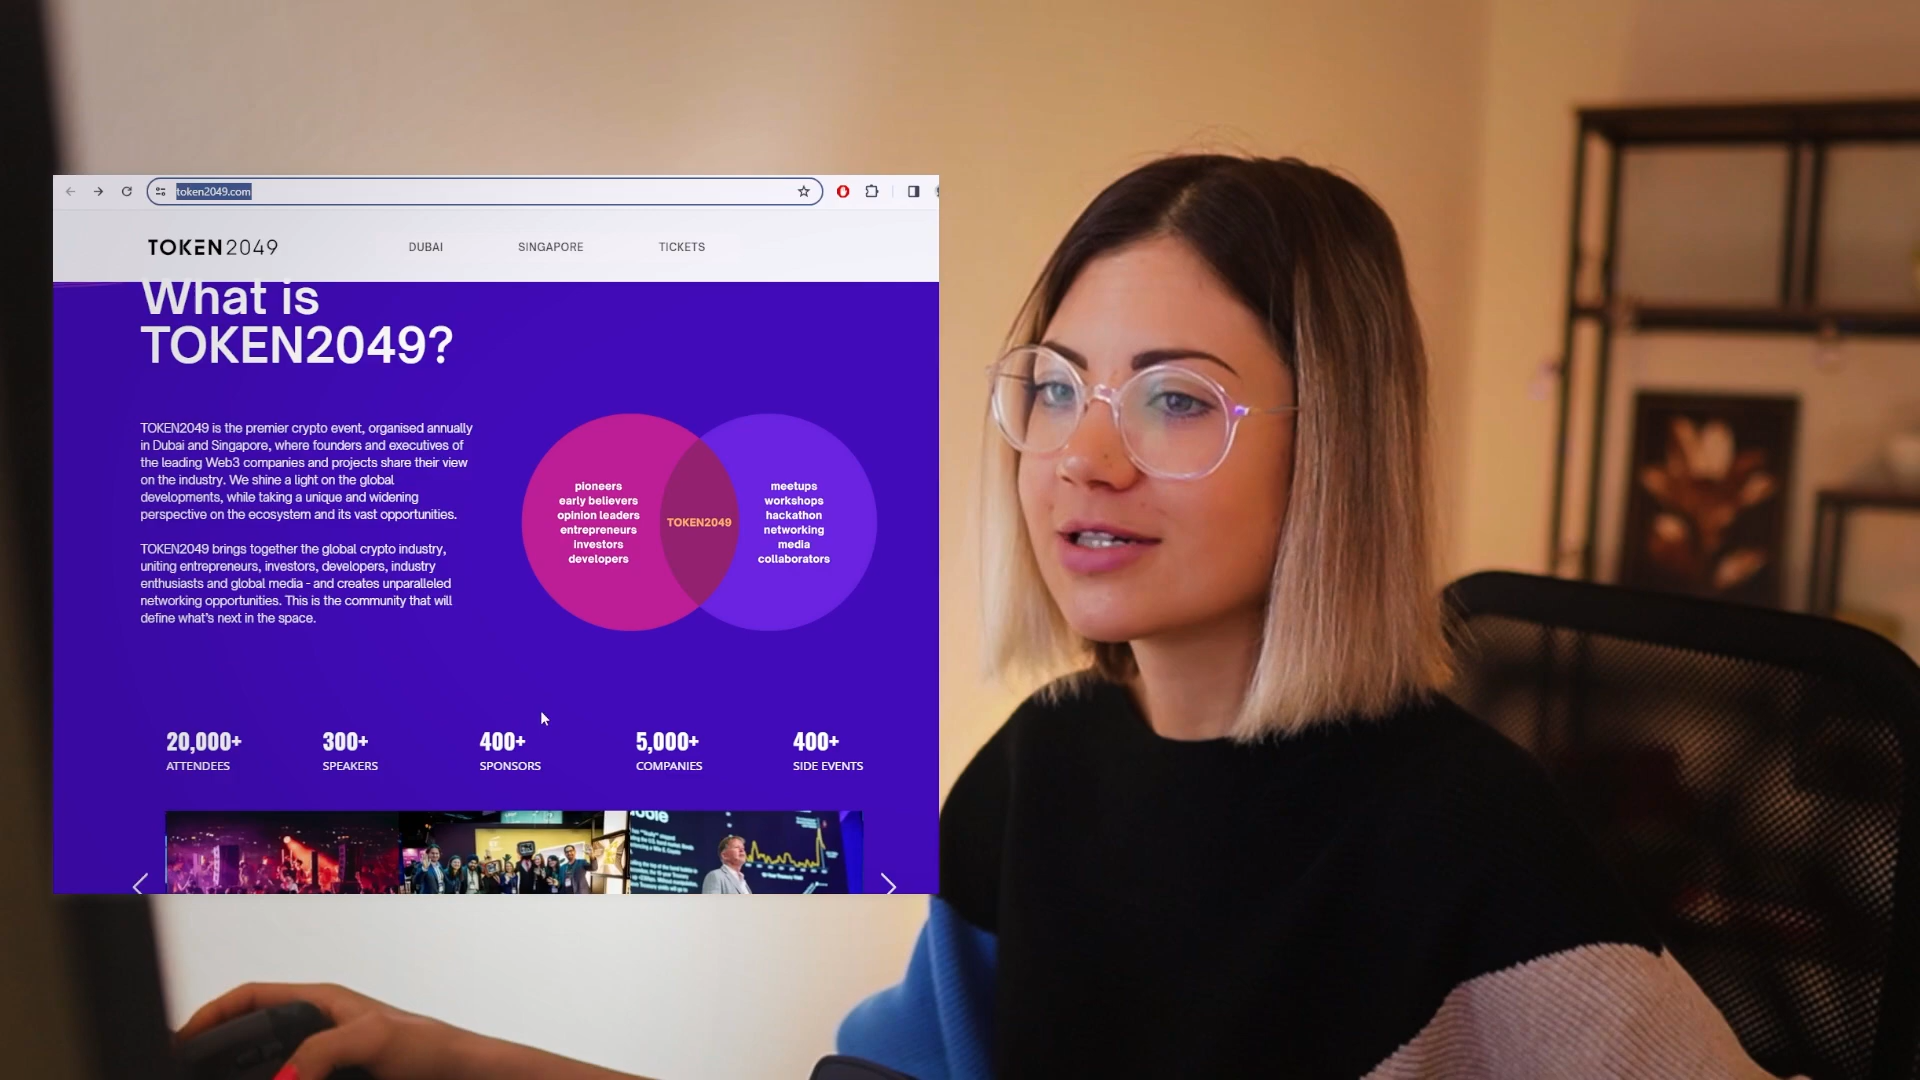 token2049.com
TOKEN2049
DUBAI
SINGAPORE
TICKETS
What is
TOKEN2049?
TOKEN2049 is the premier crypto event, organised annually
in Dubai and Singapore, where founders and executives of
the leading Web3 companies and projects share their view
on the industry. We shine a light on the global
developments, while taking a unique and widening
perspective on the ecosystem and its vast opportunities.
TOKEN2049 brings together the global crypto industry,
uniting entrepreneurs, investors, developers, industry
enthusiasts and global media - and creates unparalleled
networking opportunities. This is the community that will
define what's next in the space.
pioneers
early believers
opinion leaders
entrepreneurs
investors
developers
TOKEN2049
meetups
workshops
hackathon
networking
media
collaborators
20,000+
ATTENDEES
300+
SPEAKERS
400+
SPONSORS
5,000+
COMPANIES
400+
SIDE EVENTS